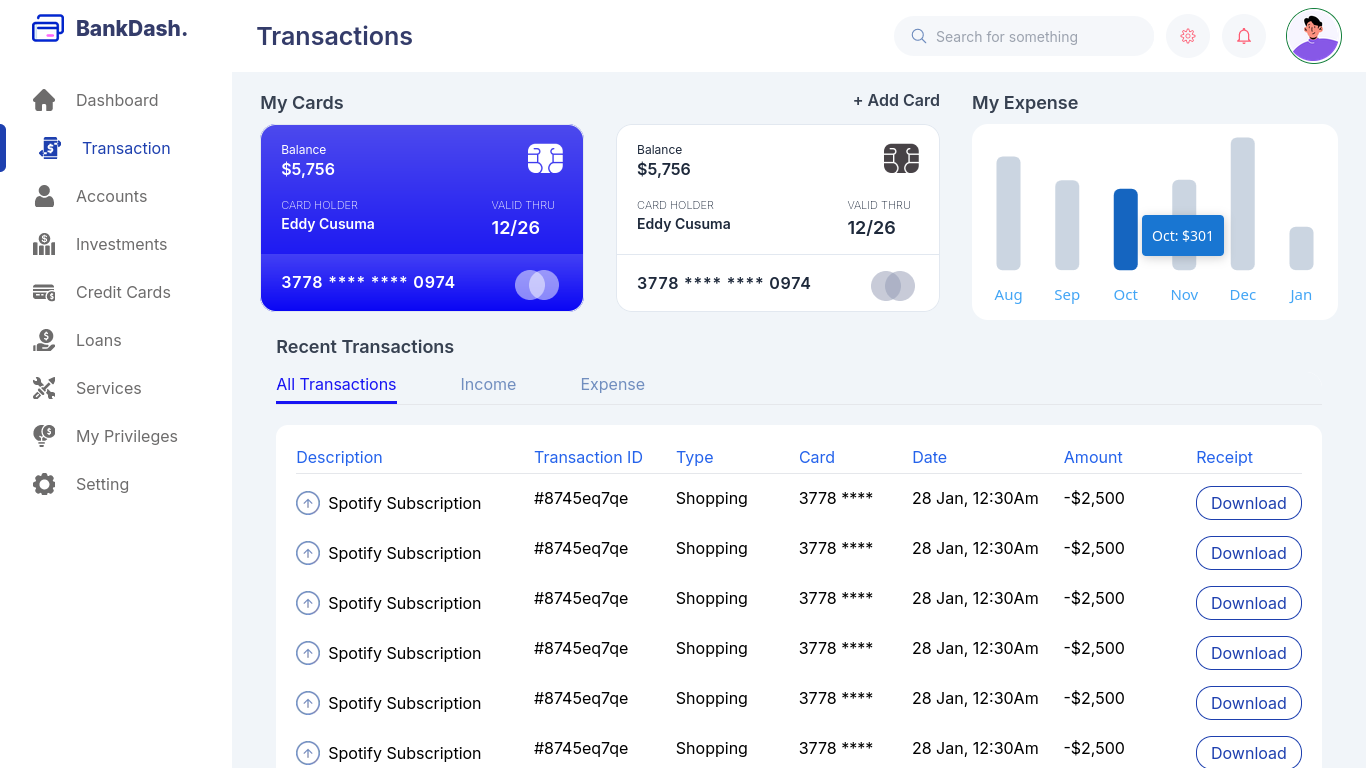 BankDash.
Transactions
Search for something
Dashboard
Transaction
Accounts
Investments
Credit Cards
Loans
Services
My Privileges
Setting
My Cards
+ Add Card
Balance
$5,756
CARD HOLDER
Eddy Cusuma
VALID THRU
12/26
3778 **** **** 0974
Balance
$5,756
CARD HOLDER
Eddy Cusuma
VALID THRU
12/26
3778 **** **** 0974
My Expense
Oct: $301
Aug Sep Oct Nov Dec Jan
Recent Transactions
All Transactions Income Expense
Description Transaction ID Type Card Date Amount Receipt
Spotify Subscription #8745eq7qe Shopping 3778 **** 28 Jan, 12:30Am -$2,500 Download
Spotify Subscription #8745eq7qe Shopping 3778 **** 28 Jan, 12:30Am -$2,500 Download
Spotify Subscription #8745eq7qe Shopping 3778 **** 28 Jan, 12:30Am -$2,500 Download
Spotify Subscription #8745eq7qe Shopping 3778 **** 28 Jan, 12:30Am -$2,500 Download
Spotify Subscription #8745eq7qe Shopping 3778 **** 28 Jan, 12:30Am -$2,500 Download
Spotify Subscription #8745eq7qe Shopping 3778 **** 28 Jan, 12:30Am -$2,500 Download